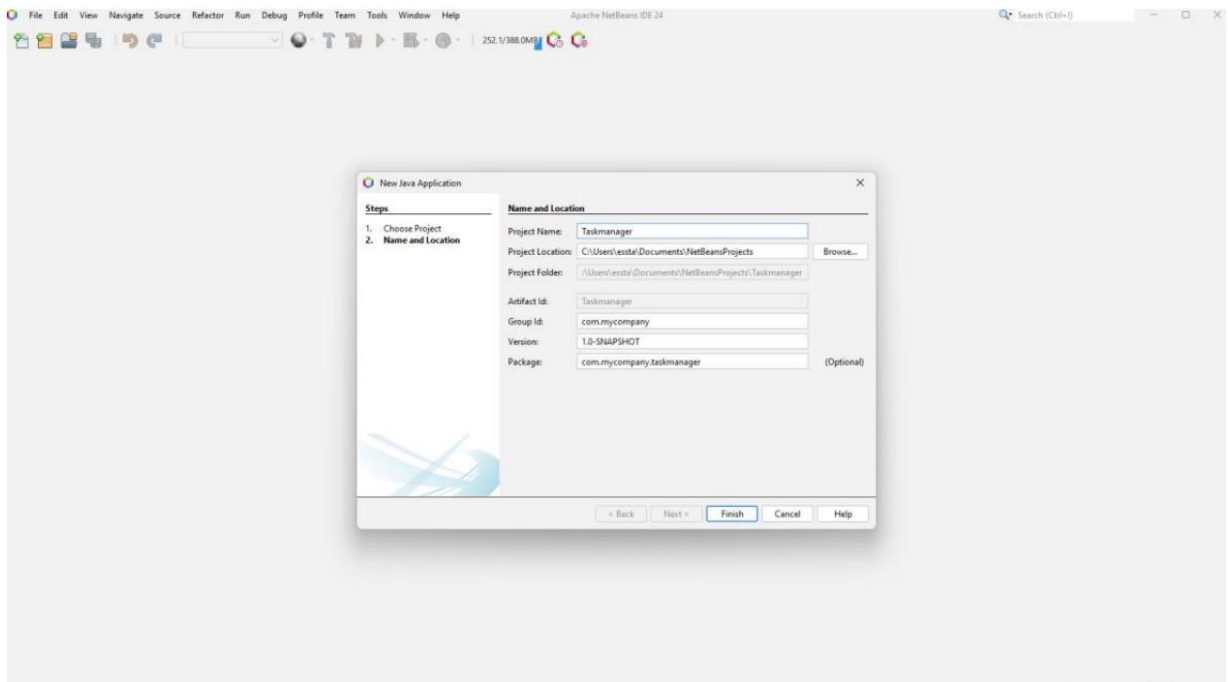 File Edit View Navigate Source Refactor Run Debug Profile Team Tools Window Help Apache NetBeans IDE 24 Search (Ctrl+I)
252.1/388.0MB
New Java Application
Steps
1. Choose Project
2. Name and Location
Name and Location
Project Name: Taskmanager
Project Location: C:\Users\essta\Documents\NetBeansProjects Browse...
Project Folder: :\Users\essta\Documents\NetBeansProjects\Taskmanager
Artifact Id: Taskmanager
Group Id: com.mycompany
Version: 1.0-SNAPSHOT
Package: com.mycompany.taskmanager (Optional)
< Back Next > Finish Cancel Help